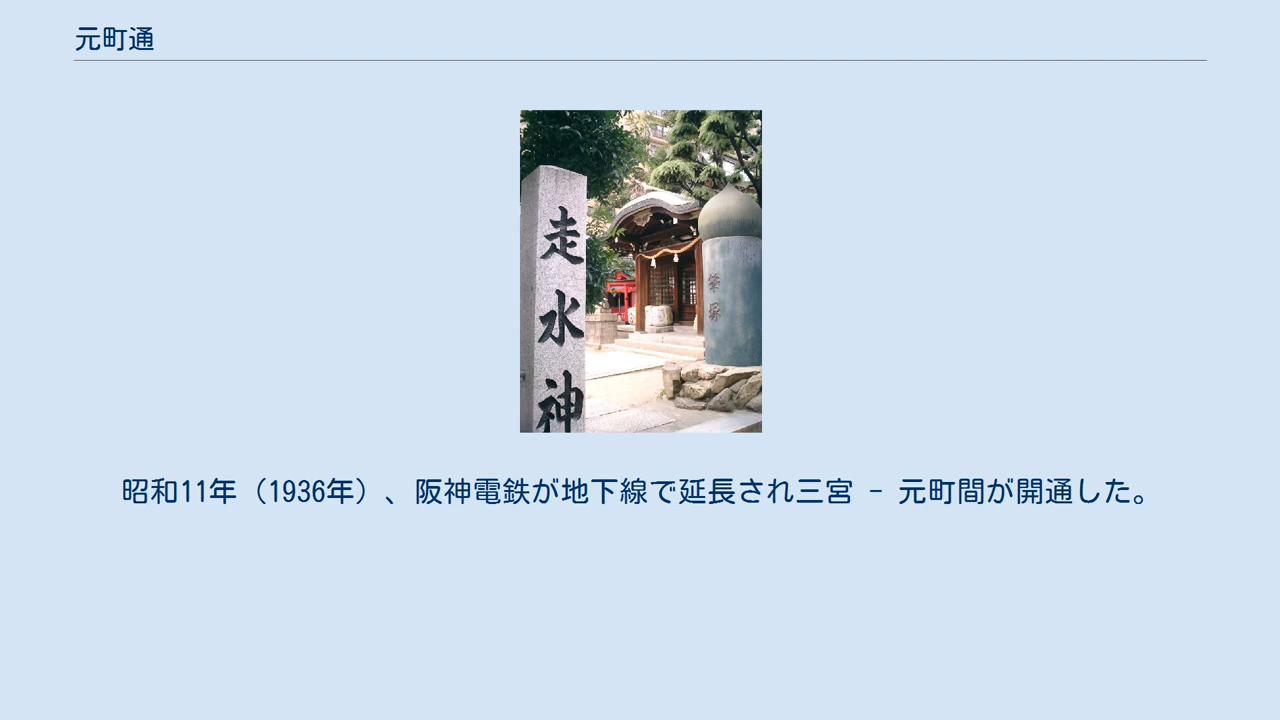 元町通
走水神
筆塚
昭和11年（1936年）、阪神電鉄が地下線で延長され三宮 - 元町間が開通した。